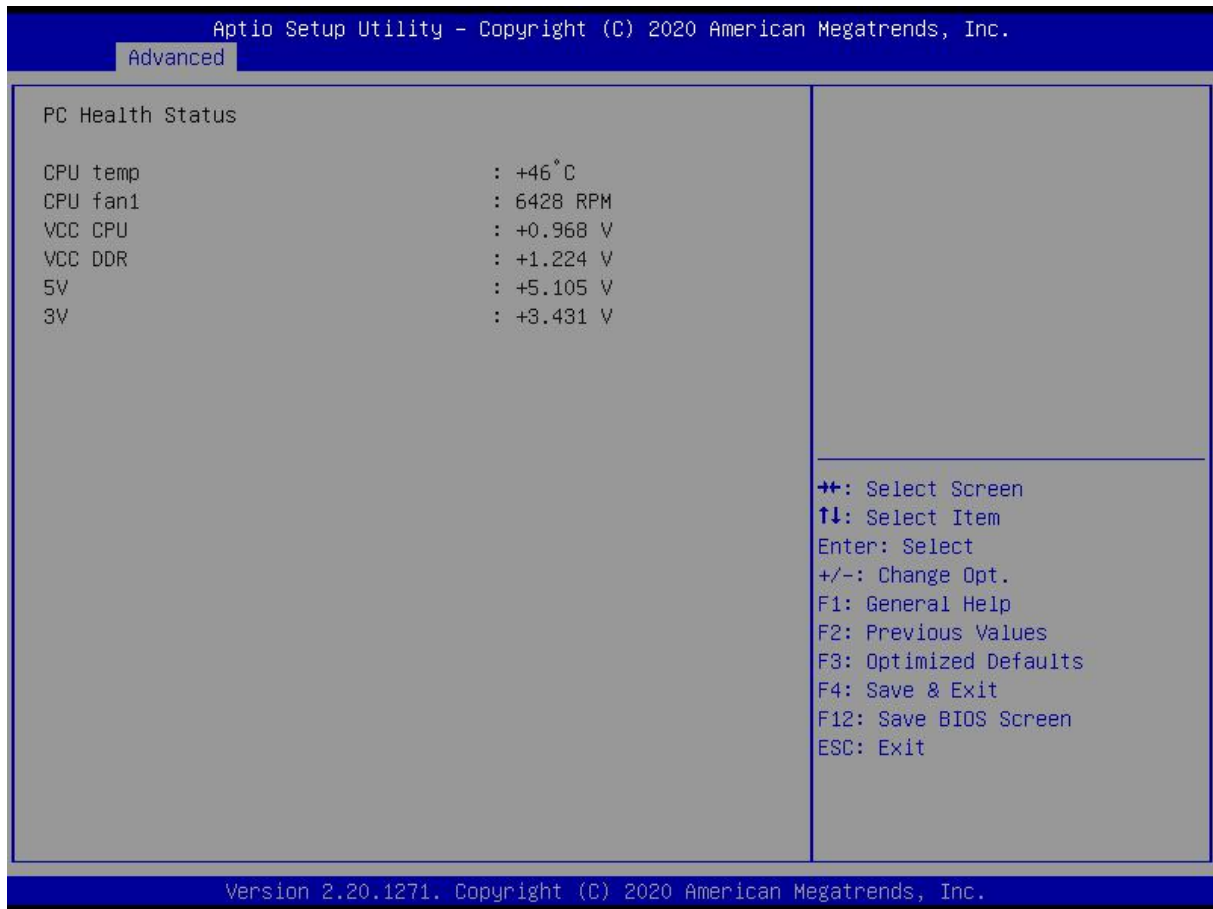 Aptio Setup Utility – Copyright (C) 2020 American Megatrends, Inc.
Advanced
PC Health Status
CPU temp : +46°C
CPU fan1 : 6428 RPM
VCC CPU : +0.968 V
VCC DDR : +1.224 V
5V : +5.105 V
3V : +3.431 V
→←: Select Screen
↑↓: Select Item
Enter: Select
+/-: Change Opt.
F1: General Help
F2: Previous Values
F3: Optimized Defaults
F4: Save & Exit
F12: Save BIOS Screen
ESC: Exit
Version 2.20.1271. Copyright (C) 2020 American Megatrends, Inc.